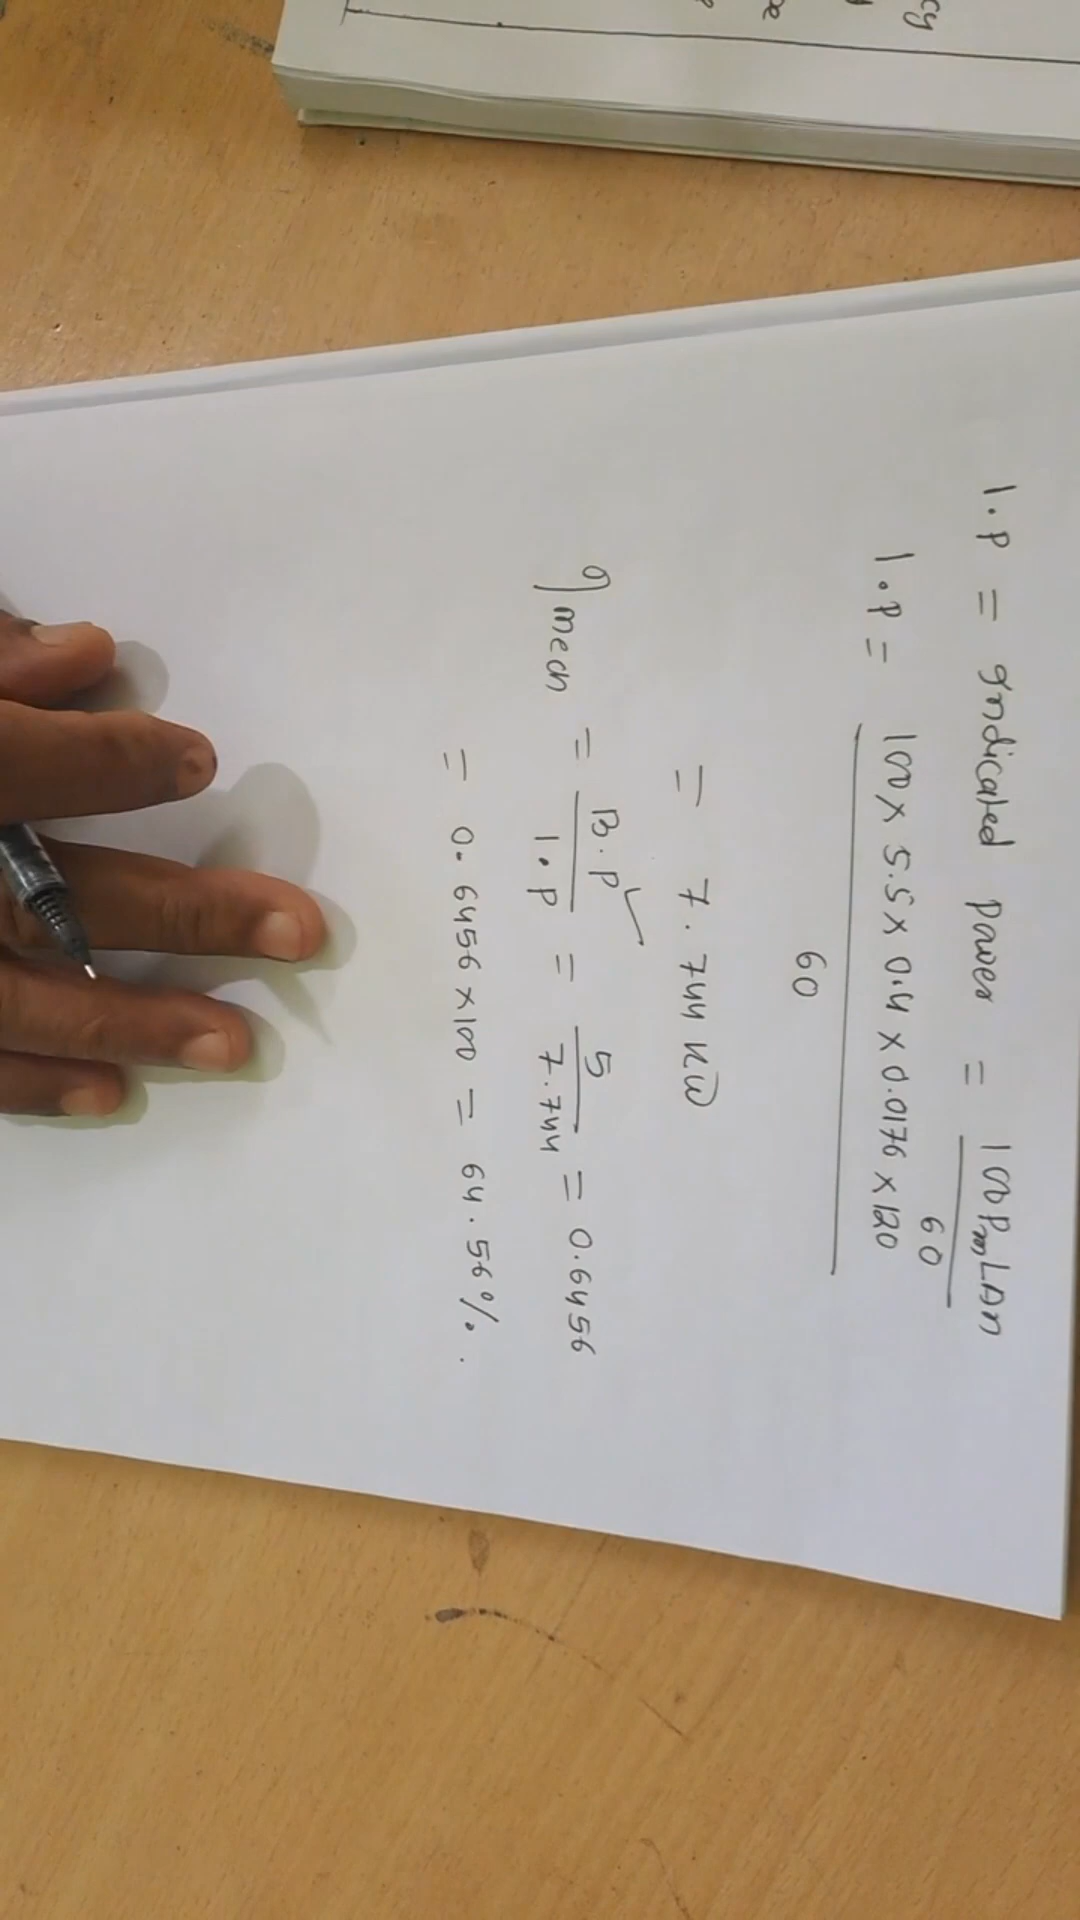 I.P = Indicated power = 100PmLAn
60
I.P = 100 x 5.5 x 0.4 x 0.0176 x 120
60
= 7.744 KW
η mech = B.P / I.P = 5 / 7.744 = 0.6456
= 0.6456 x 100 = 64.56%.